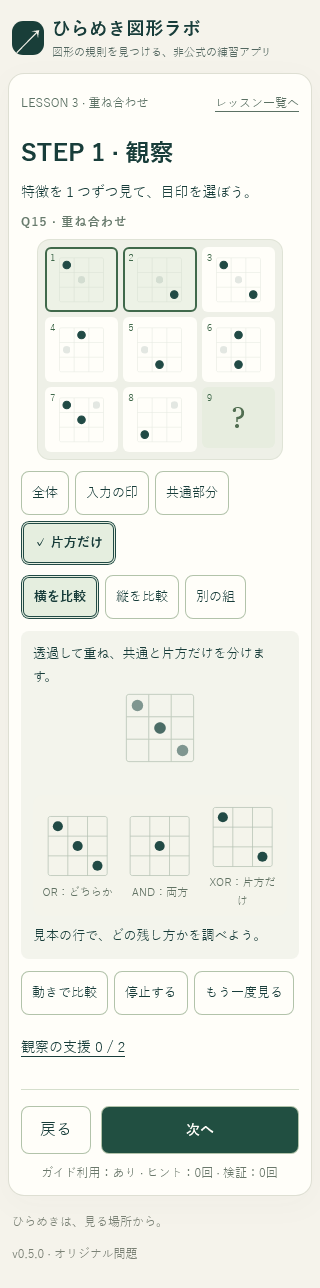 ひらめき図形ラボ
図形の規則を見つける、非公式の練習アプリ
LESSON 3 · 重ね合わせ
レッスン一覧へ
STEP 1 · 観察
特徴を1つずつ見て、目印を選ぼう。
Q15 · 重ね合わせ
1
2
3
4
5
6
7
8
9
?
全体
入力の印
共通部分
✓ 片方だけ
横を比較
縦を比較
別の組
透過して重ね、共通と片方だけを分けま
す。
OR：どちらか
AND：両方
XOR：片方だ
け
見本の行で、どの残し方かを調べよう。
動きで比較
停止する
もう一度見る
観察の支援 0 / 2
戻る
次へ
ガイド利用：あり · ヒント：0回 · 検証：0回
ひらめきは、見る場所から。
v0.5.0 · オリジナル問題